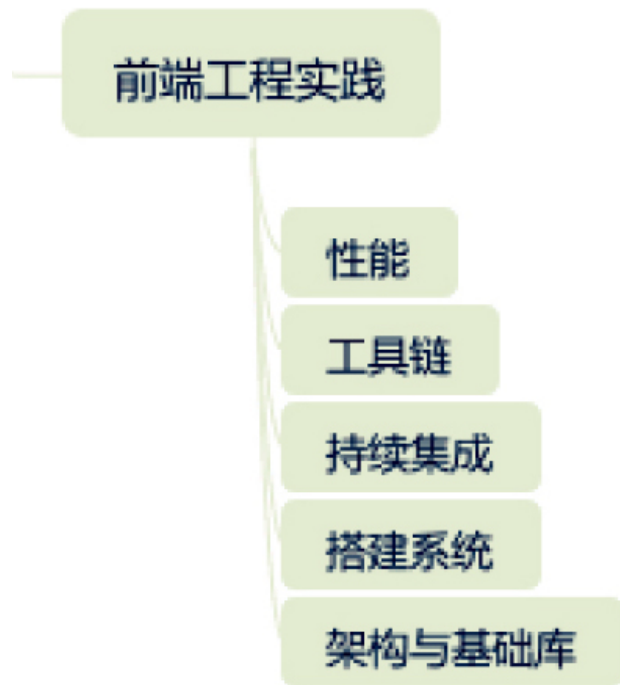 前端工程实践
性能
工具链
持续集成
搭建系统
架构与基础库